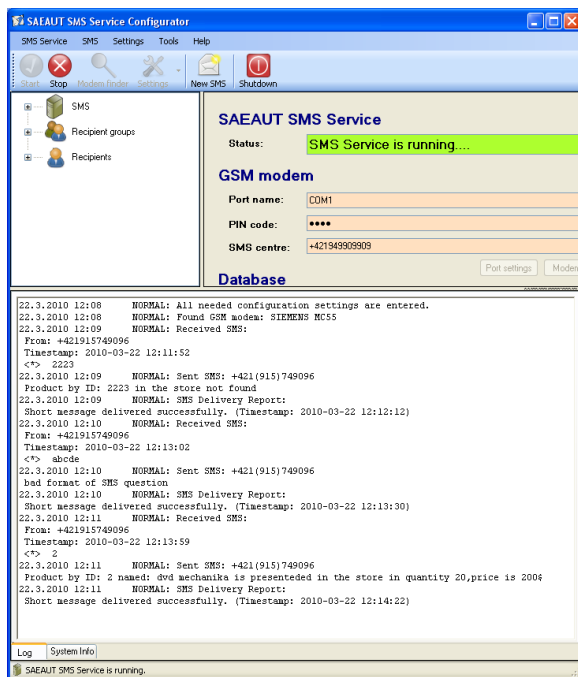 SAEAUT SMS Service Configurator
SMS Service SMS Settings Tools Help
Start Stop Modem finder Settings New SMS Shutdown
SMS
Recipient groups
Recipients
SAEAUT SMS Service
Status: SMS Service is running....
GSM modem
Port name: COM1
PIN code: ••••
SMS centre: +421949909909
Port settings Modem
Database
22.3.2010 12:08 NORMAL: All needed configuration settings are entered.
22.3.2010 12:08 NORMAL: Found GSM modem: SIEMENS MC55
22.3.2010 12:09 NORMAL: Received SMS:
From: +421915749096
Timestamp: 2010-03-22 12:11:52
<*> 2223
22.3.2010 12:09 NORMAL: Sent SMS: +421(915)749096
Product by ID: 2223 in the store not found
22.3.2010 12:09 NORMAL: SMS Delivery Report:
Short message delivered successfully. (Timestamp: 2010-03-22 12:12:12)
22.3.2010 12:10 NORMAL: Received SMS:
From: +421915749096
Timestamp: 2010-03-22 12:13:02
<*> abcde
22.3.2010 12:10 NORMAL: Sent SMS: +421(915)749096
bad format of SMS question
22.3.2010 12:10 NORMAL: SMS Delivery Report:
Short message delivered successfully. (Timestamp: 2010-03-22 12:13:30)
22.3.2010 12:11 NORMAL: Received SMS:
From: +421915749096
Timestamp: 2010-03-22 12:13:59
<*> 2
22.3.2010 12:11 NORMAL: Sent SMS: +421(915)749096
Product by ID: 2 named: dvd mechanika is presenteded in the store in quantity 20,price is 200$
22.3.2010 12:11 NORMAL: SMS Delivery Report:
Short message delivered successfully. (Timestamp: 2010-03-22 12:14:22)
Log System Info
SAEAUT SMS Service is running.